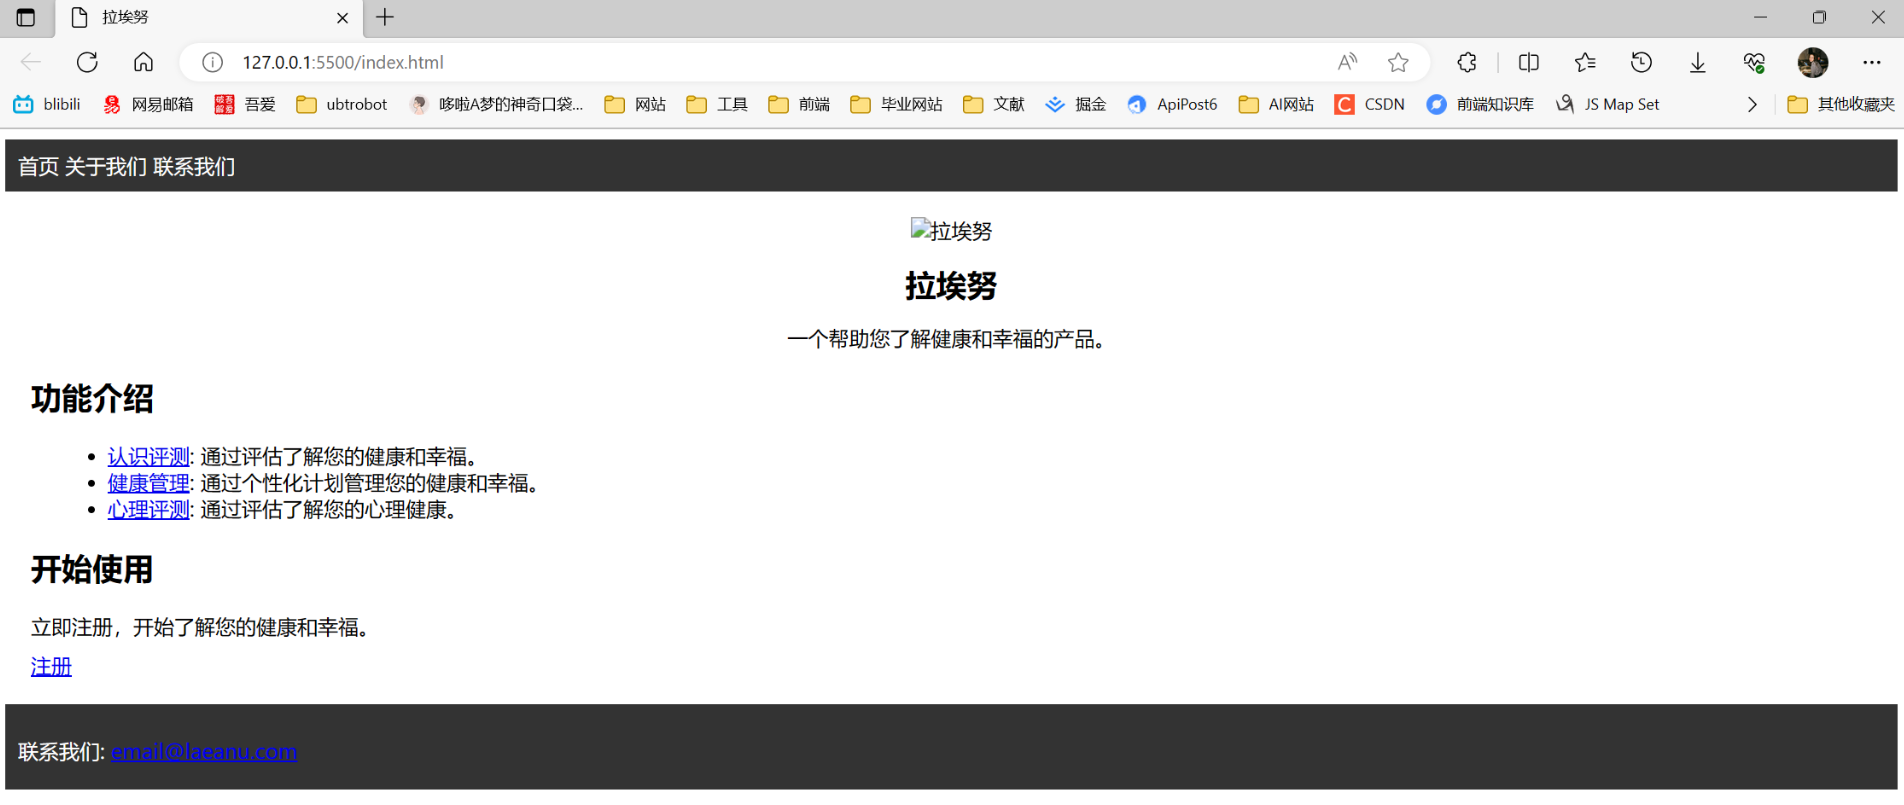 拉埃努
127.0.0.1:5500/index.html
blibili 网易邮箱 吾爱 ubtrobot 哆啦A梦的神奇口袋... 网站 工具 前端 毕业网站 文献 掘金 ApiPost6 AI网站 CSDN 前端知识库 JS Map Set 其他收藏夹
首页 关于我们 联系我们
拉埃努
拉埃努
一个帮助您了解健康和幸福的产品。
功能介绍
认识评测: 通过评估了解您的健康和幸福。
健康管理: 通过个性化计划管理您的健康和幸福。
心理评测: 通过评估了解您的心理健康。
开始使用
立即注册，开始了解您的健康和幸福。
注册
联系我们: email@laeanu.com